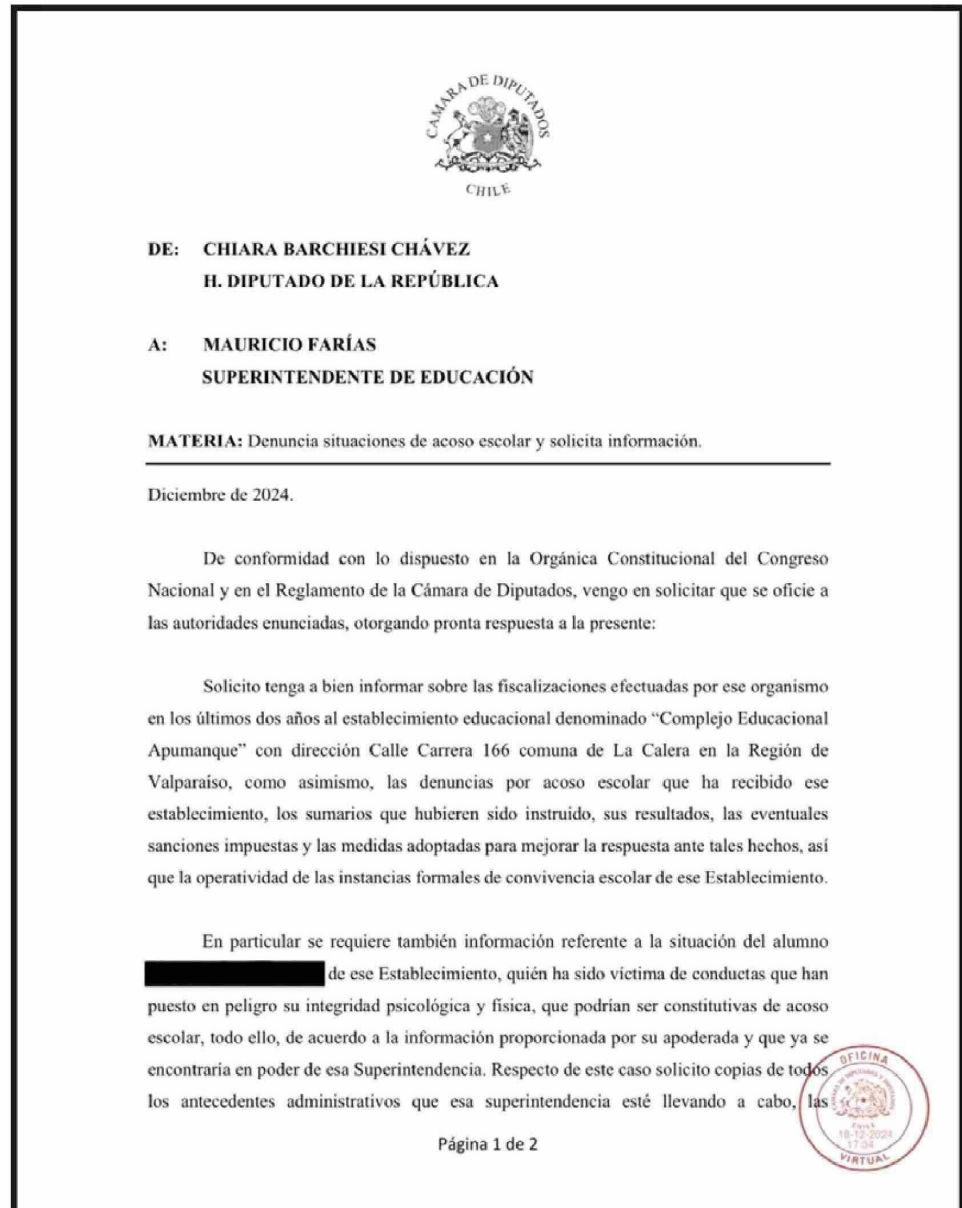 CAMARA DE DIPUTADOS
CHILE
DE: CHIARA BARCHIESI CHÁVEZ
H. DIPUTADO DE LA REPÚBLICA
A: MAURICIO FARÍAS
SUPERINTENDENTE DE EDUCACIÓN
MATERIA: Denuncia situaciones de acoso escolar y solicita información.
Diciembre de 2024.
De conformidad con lo dispuesto en la Orgánica Constitucional del Congreso
Nacional y en el Reglamento de la Cámara de Diputados, vengo en solicitar que se oficie a
las autoridades enunciadas, otorgando pronta respuesta a la presente:
Solicito tenga a bien informar sobre las fiscalizaciones efectuadas por ese organismo
en los últimos dos años al establecimiento educacional denominado “Complejo Educacional
Apumanque” con dirección Calle Carrera 166 comuna de La Calera en la Región de
Valparaíso, como asimismo, las denuncias por acoso escolar que ha recibido ese
establecimiento, los sumarios que hubieren sido instruido, sus resultados, las eventuales
sanciones impuestas y las medidas adoptadas para mejorar la respuesta ante tales hechos, así
que la operatividad de las instancias formales de convivencia escolar de ese Establecimiento.
En particular se requiere también información referente a la situación del alumno
de ese Establecimiento, quién ha sido víctima de conductas que han
puesto en peligro su integridad psicológica y física, que podrían ser constitutivas de acoso
escolar, todo ello, de acuerdo a la información proporcionada por su apoderada y que ya se
encontraría en poder de esa Superintendencia. Respecto de este caso solicito copias de todos
los antecedentes administrativos que esa superintendencia esté llevando a cabo, las
OFICINA
CHILE
18-12-2024
17:04
VIRTUAL
Página 1 de 2